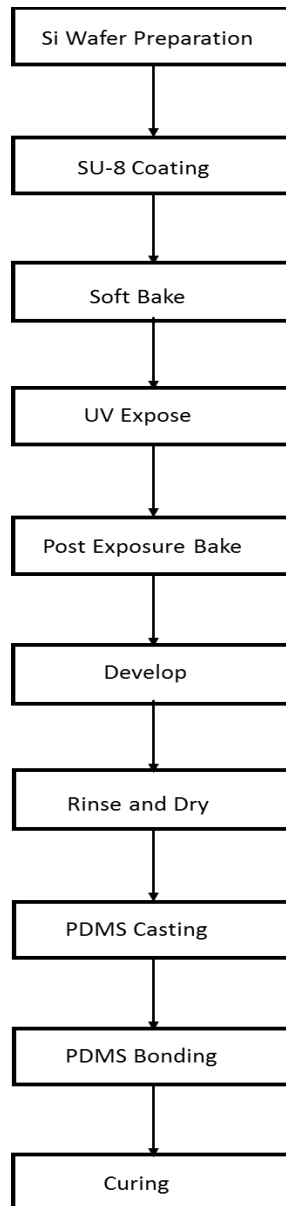 Si Wafer Preparation
SU-8 Coating
Soft Bake
UV Expose
Post Exposure Bake
Develop
Rinse and Dry
PDMS Casting
PDMS Bonding
Curing